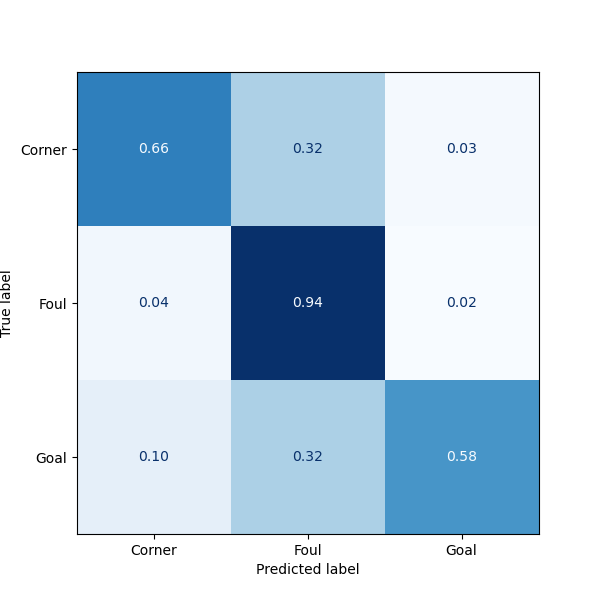 Corner 0.66 0.32 0.03
Foul 0.04 0.94 0.02
Goal 0.10 0.32 0.58
True label
Corner Foul Goal
Predicted label